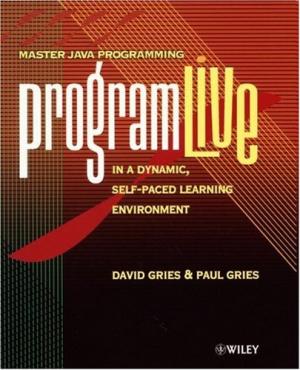 MASTER JAVA PROGRAMMING
programLive
IN A DYNAMIC,
SELF-PACED LEARNING
ENVIRONMENT
DAVID GRIES & PAUL GRIES
WILEY